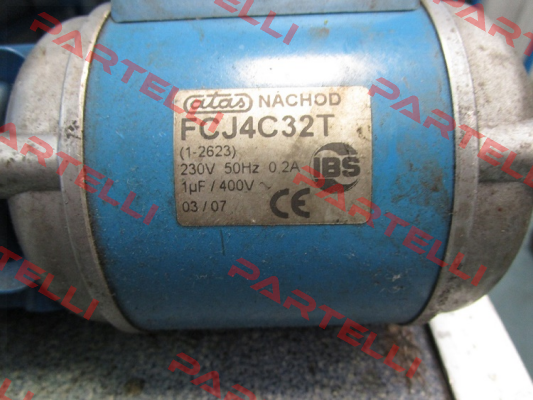 atas NACHOD
FCJ4C32T
(1-2623)
230V 50Hz 0.2A
1µF / 400V ~
03 / 07
IBS
CE
PARTELLI
PARTELLI
PARTELLI
PARTELLI
PARTELLI
PARTELLI
PARTELLI